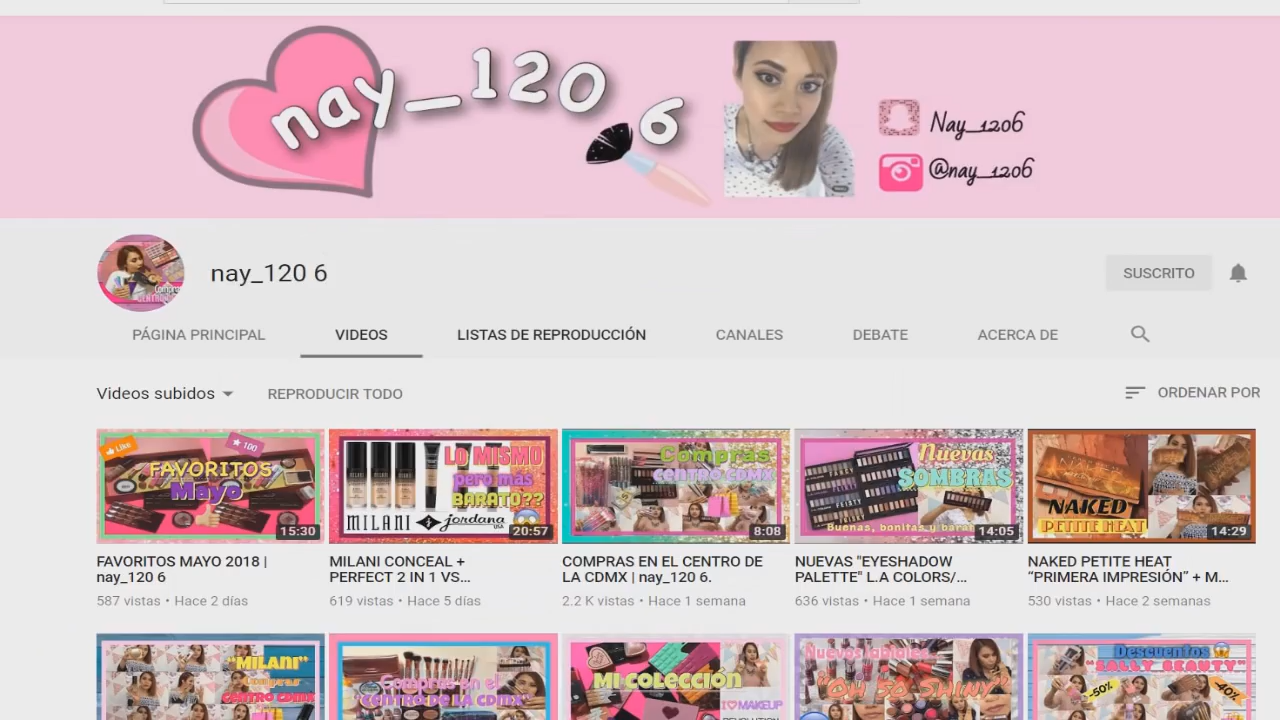 nay_120 6
Nay_1206
@nay_1206
nay_120 6
SUSCRITO
PÁGINA PRINCIPAL
VIDEOS
LISTAS DE REPRODUCCIÓN
CANALES
DEBATE
ACERCA DE
Videos subidos
REPRODUCIR TODO
ORDENAR POR
Like
100
FAVORITOS
Mayo
15:30
LO MISMO
pero mas
BARATO??
MILANI
jordana
20:57
Compras
CENTRO CDMX
8:08
Nuevas
SOMBRAS
Buenas, bonitas y bara
14:05
NAKED
PETITE HEAT
14:29
FAVORITOS MAYO 2018 |
nay_120 6
587 vistas • Hace 2 días
MILANI CONCEAL +
PERFECT 2 IN 1 VS...
619 vistas • Hace 5 días
COMPRAS EN EL CENTRO DE
LA CDMX | nay_120 6.
2.2 K vistas • Hace 1 semana
NUEVAS "EYESHADOW
PALETTE" L.A COLORS/...
636 vistas • Hace 1 semana
NAKED PETITE HEAT
“PRIMERA IMPRESIÓN” + M...
530 vistas • Hace 2 semanas
"MILANI"
Compras
CENTRO CDMX
Compras en el
"CENTRO DE LA CDMX"
MI COLECCIÓN
I ♥ MAKEUP
REVOLUTION
Nuevos labiales...
"OH SO SHINY"
Descuentos
"SALLY BEAUTY"
-50%
-40%